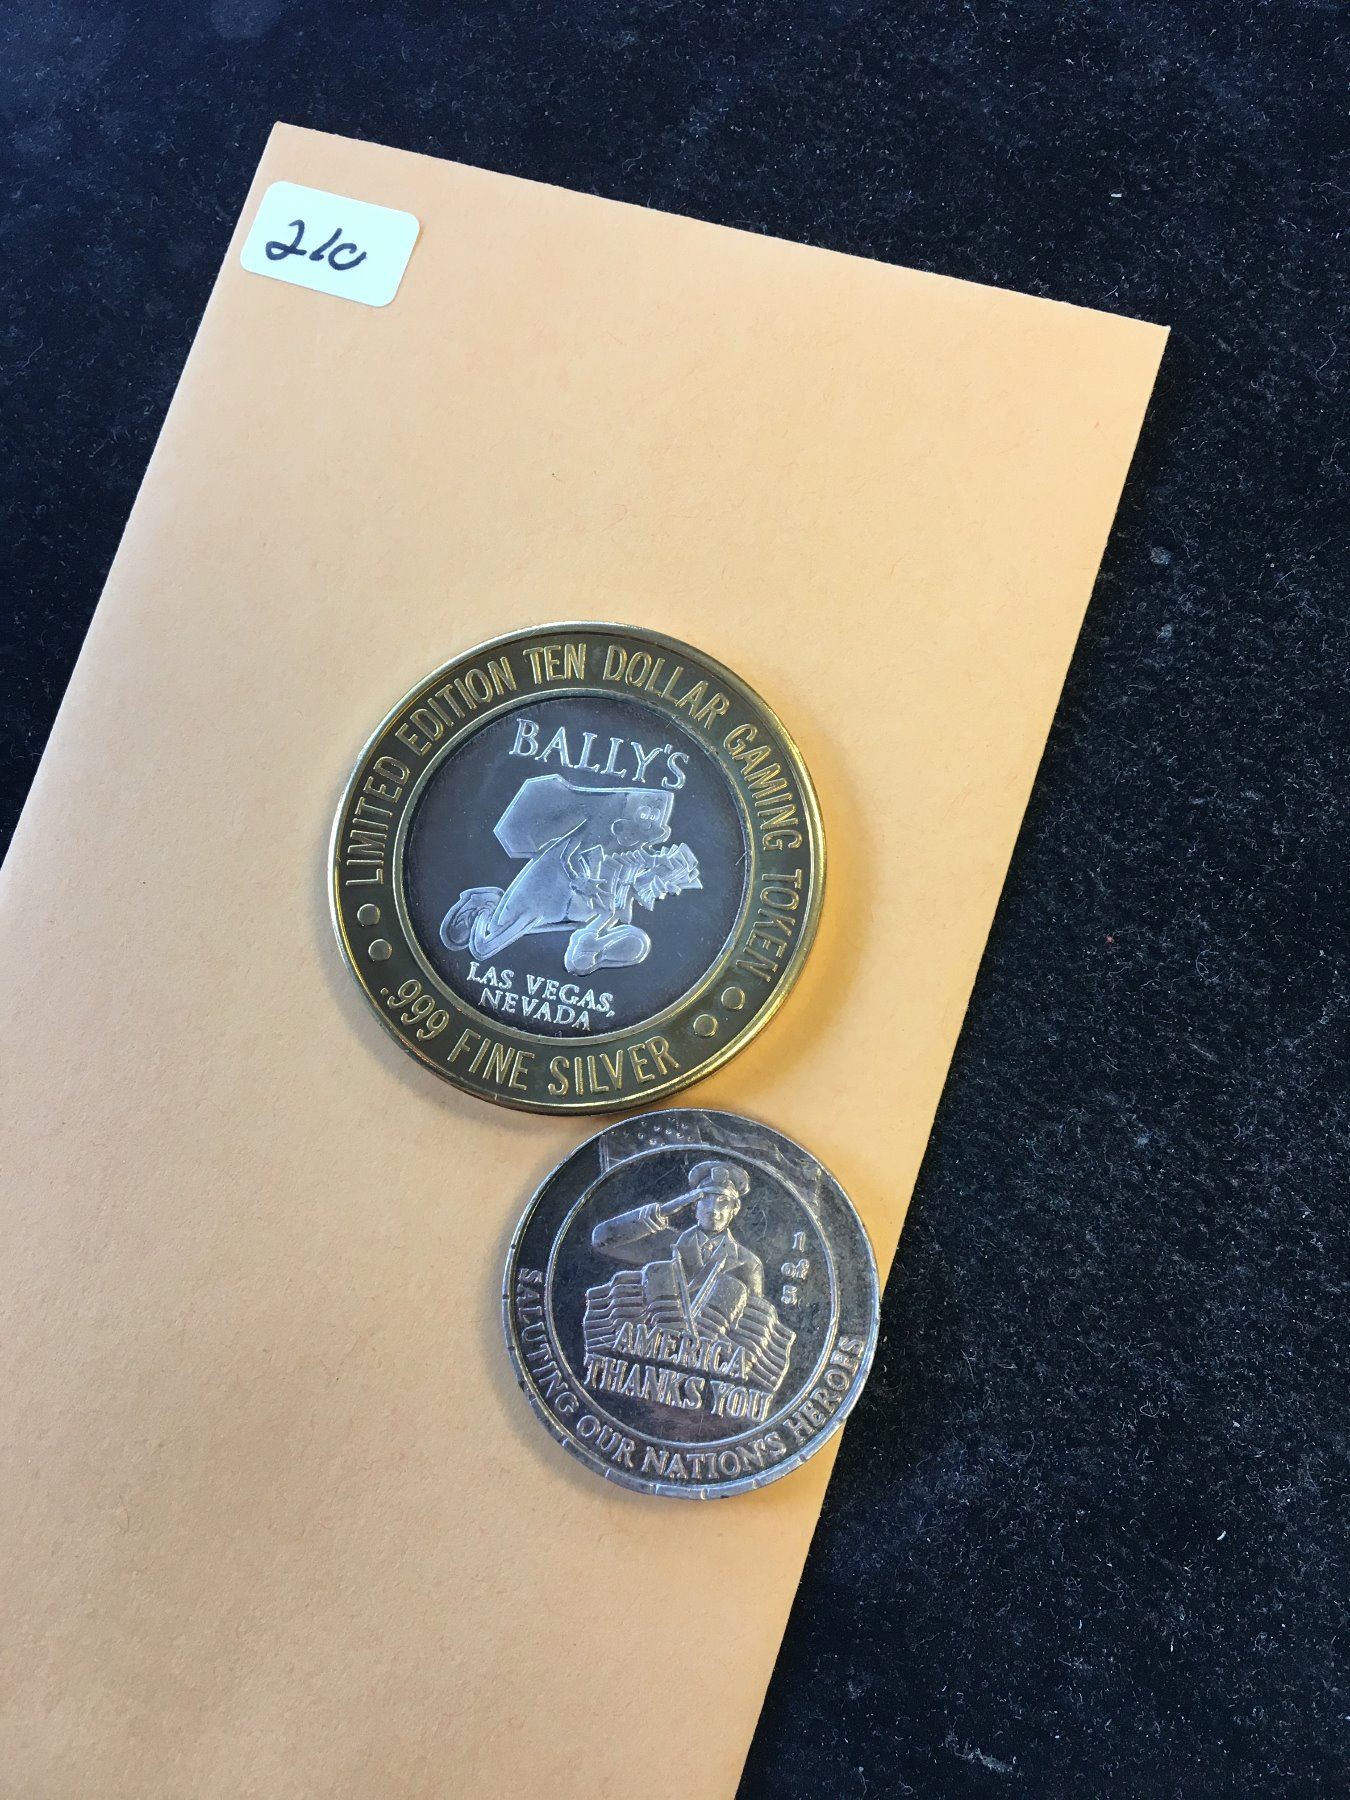 210
LIMITED EDITION TEN DOLLAR GAMING TOKEN
BALLY'S
LAS VEGAS,
NEVADA
.999 FINE SILVER
1
of
5
AMERICA
THANKS YOU
SALUTING OUR NATION'S HEROES